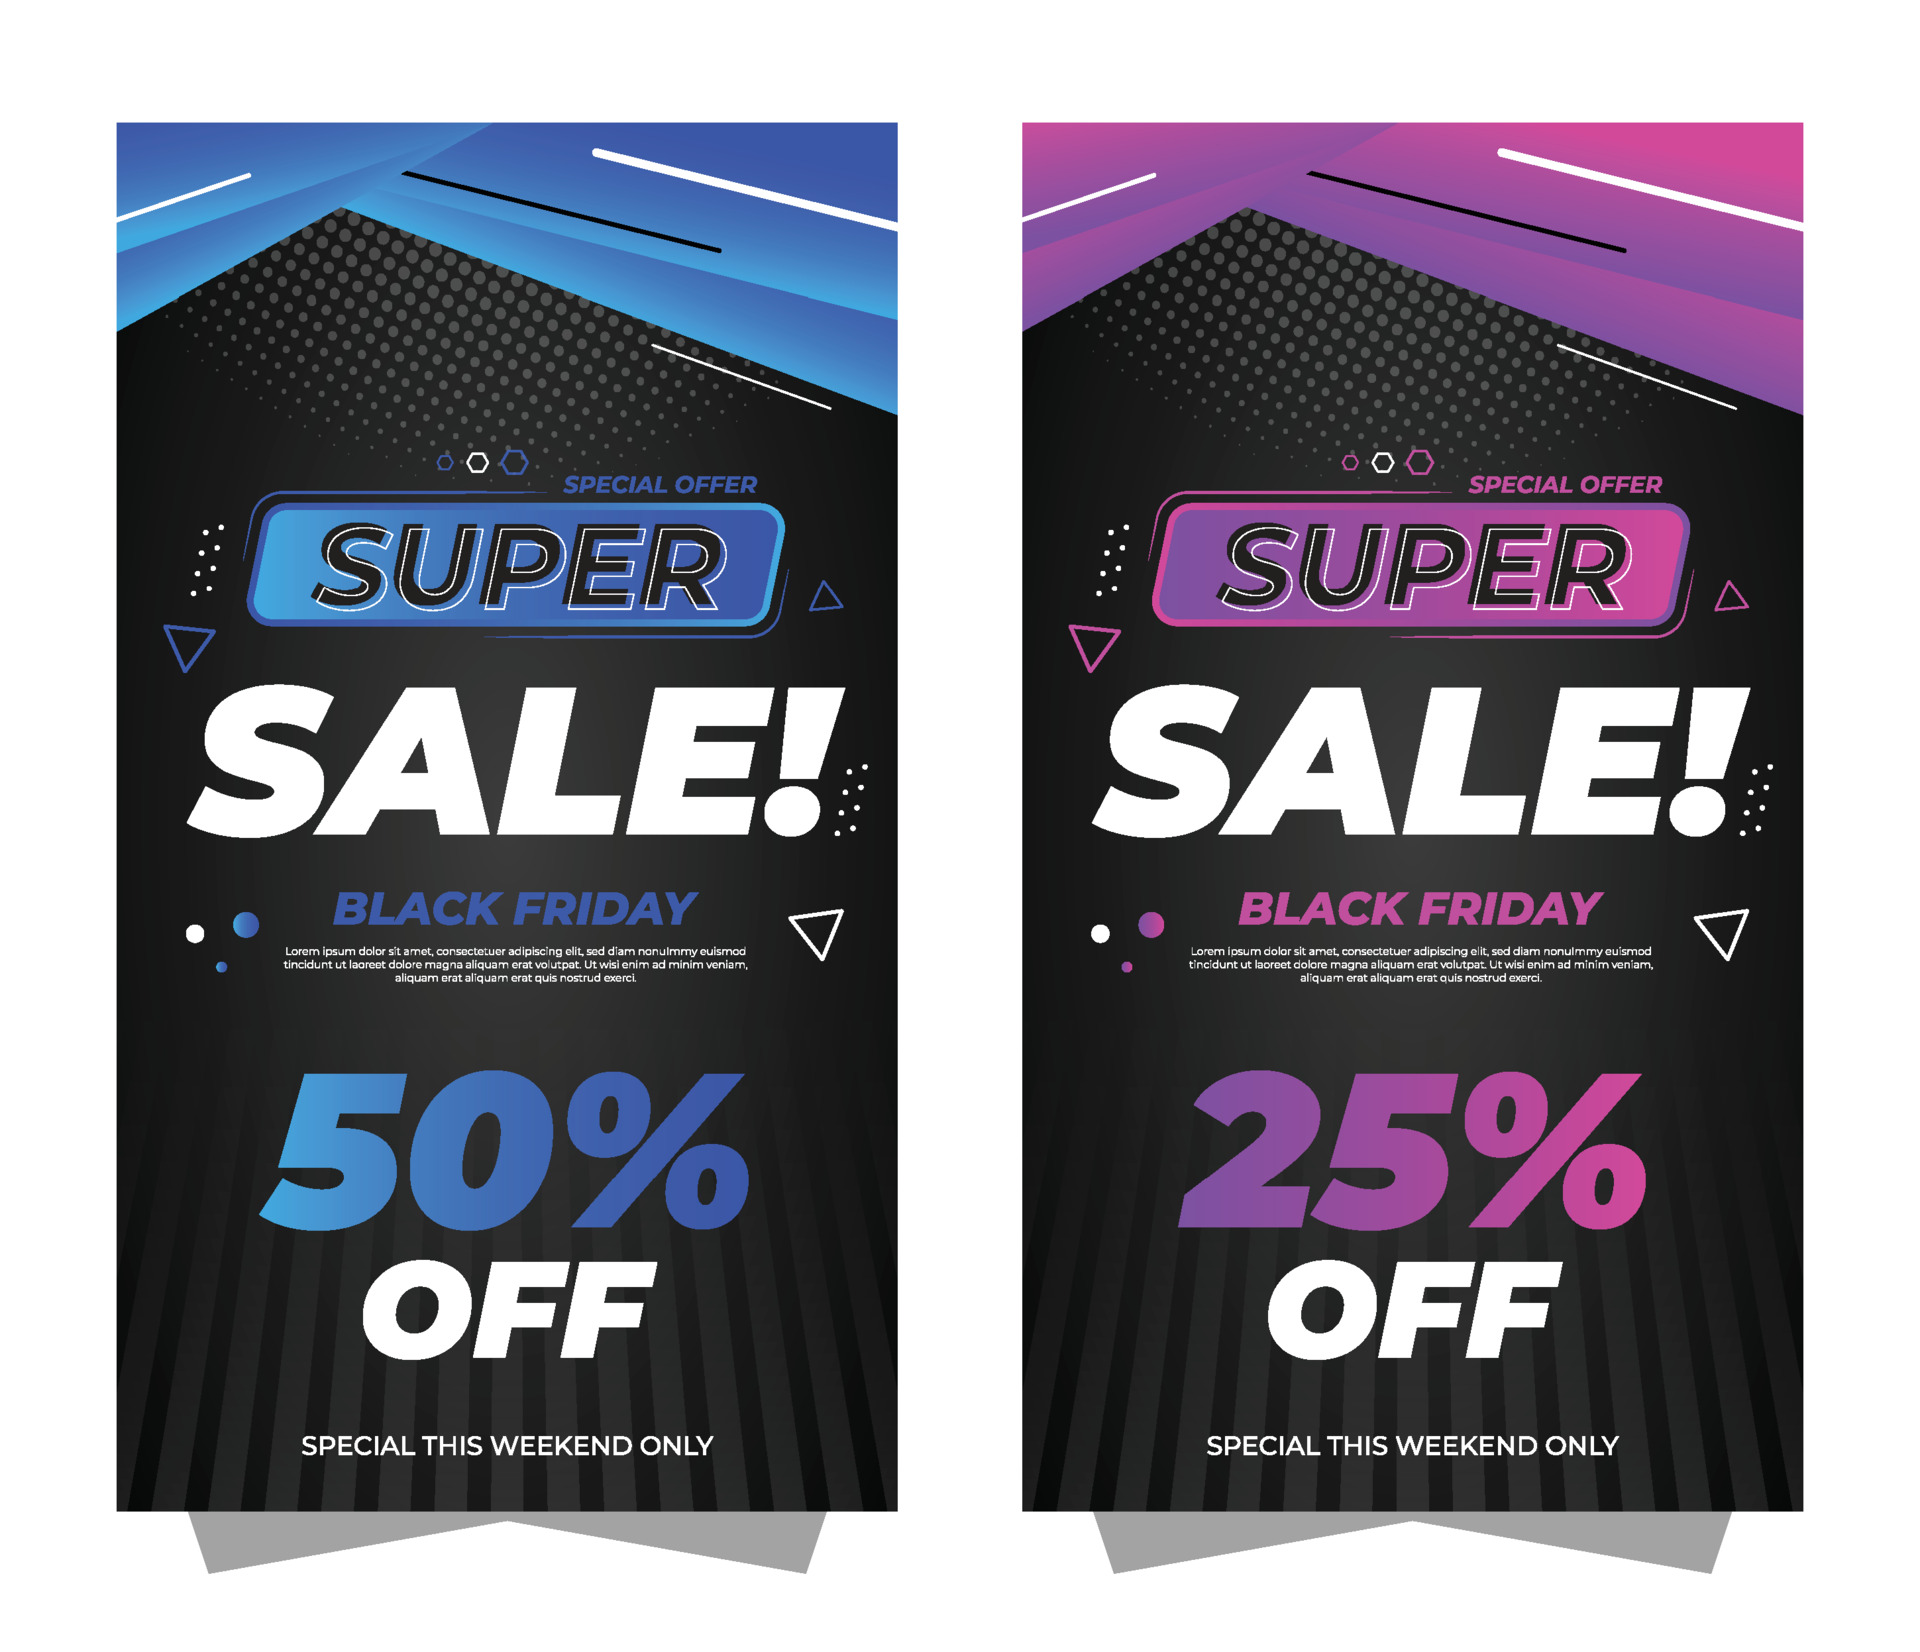 SPECIAL OFFER
SUPER
SALE!
BLACK FRIDAY
Lorem ipsum dolor sit amet, consectetuer adipiscing elit, sed diam nonulmmy euismod
tincidunt ut laoreet dolore magna aliquam erat volutpat. Ut wisi enim ad minim veniam,
aliquam erat aliquam erat quis nostrud exerci.
50%
OFF
SPECIAL THIS WEEKEND ONLY
SPECIAL OFFER
SUPER
SALE!
BLACK FRIDAY
Lorem ipsum dolor sit amet, consectetuer adipiscing elit, sed diam nonulmmy euismod
tincidunt ut laoreet dolore magna aliquam erat volutpat. Ut wisi enim ad minim veniam,
aliquam erat aliquam erat quis nostrud exerci.
25%
OFF
SPECIAL THIS WEEKEND ONLY